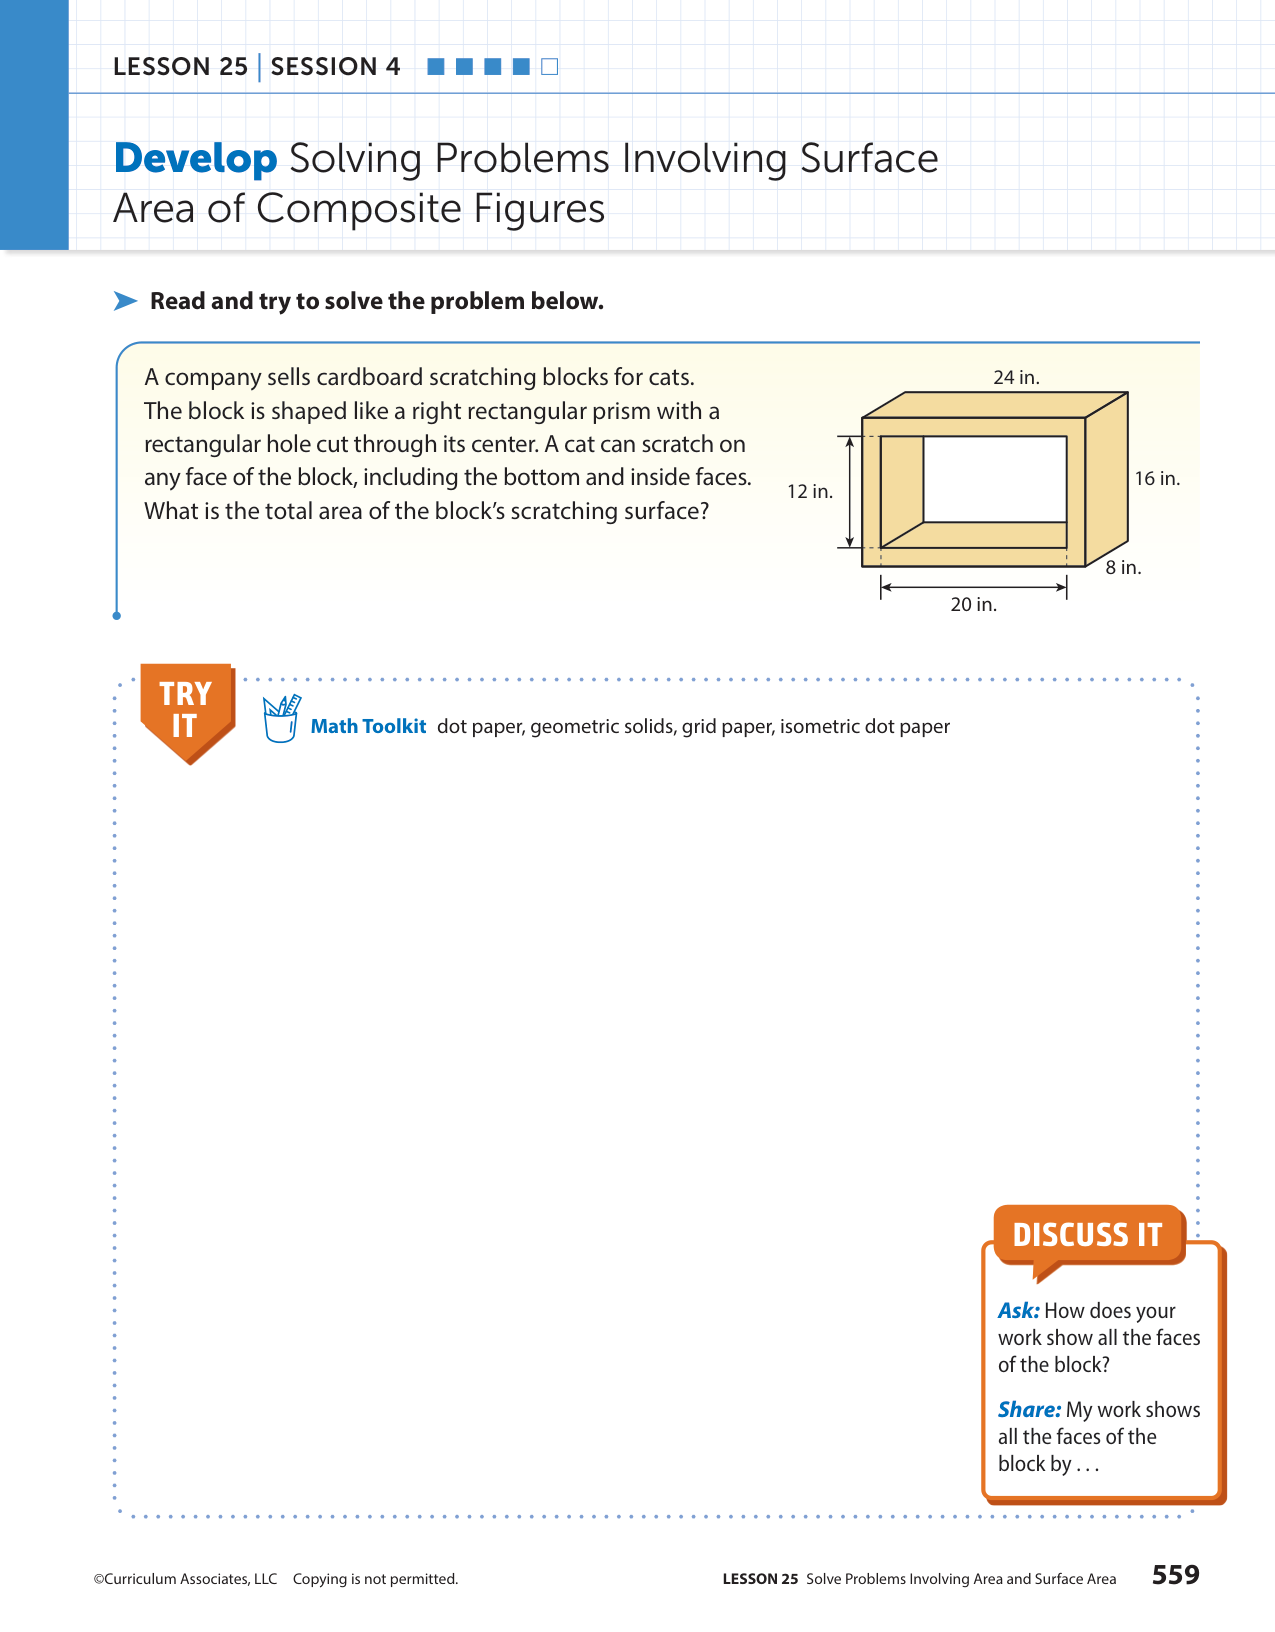 LESSON 25 | SESSION 4
Develop Solving Problems Involving Surface
Area of Composite Figures
Read and try to solve the problem below.
A company sells cardboard scratching blocks for cats.
The block is shaped like a right rectangular prism with a
rectangular hole cut through its center. A cat can scratch on
any face of the block, including the bottom and inside faces.
What is the total area of the block's scratching surface?
24 in.
12 in.
16 in.
8 in.
20 in.
TRY
IT
Math Toolkit dot paper, geometric solids, grid paper, isometric dot paper
DISCUSS IT
Ask: How does your
work show all the faces
of the block?
Share: My work shows
all the faces of the
block by . . .
©Curriculum Associates, LLC Copying is not permitted.
LESSON 25 Solve Problems Involving Area and Surface Area 559